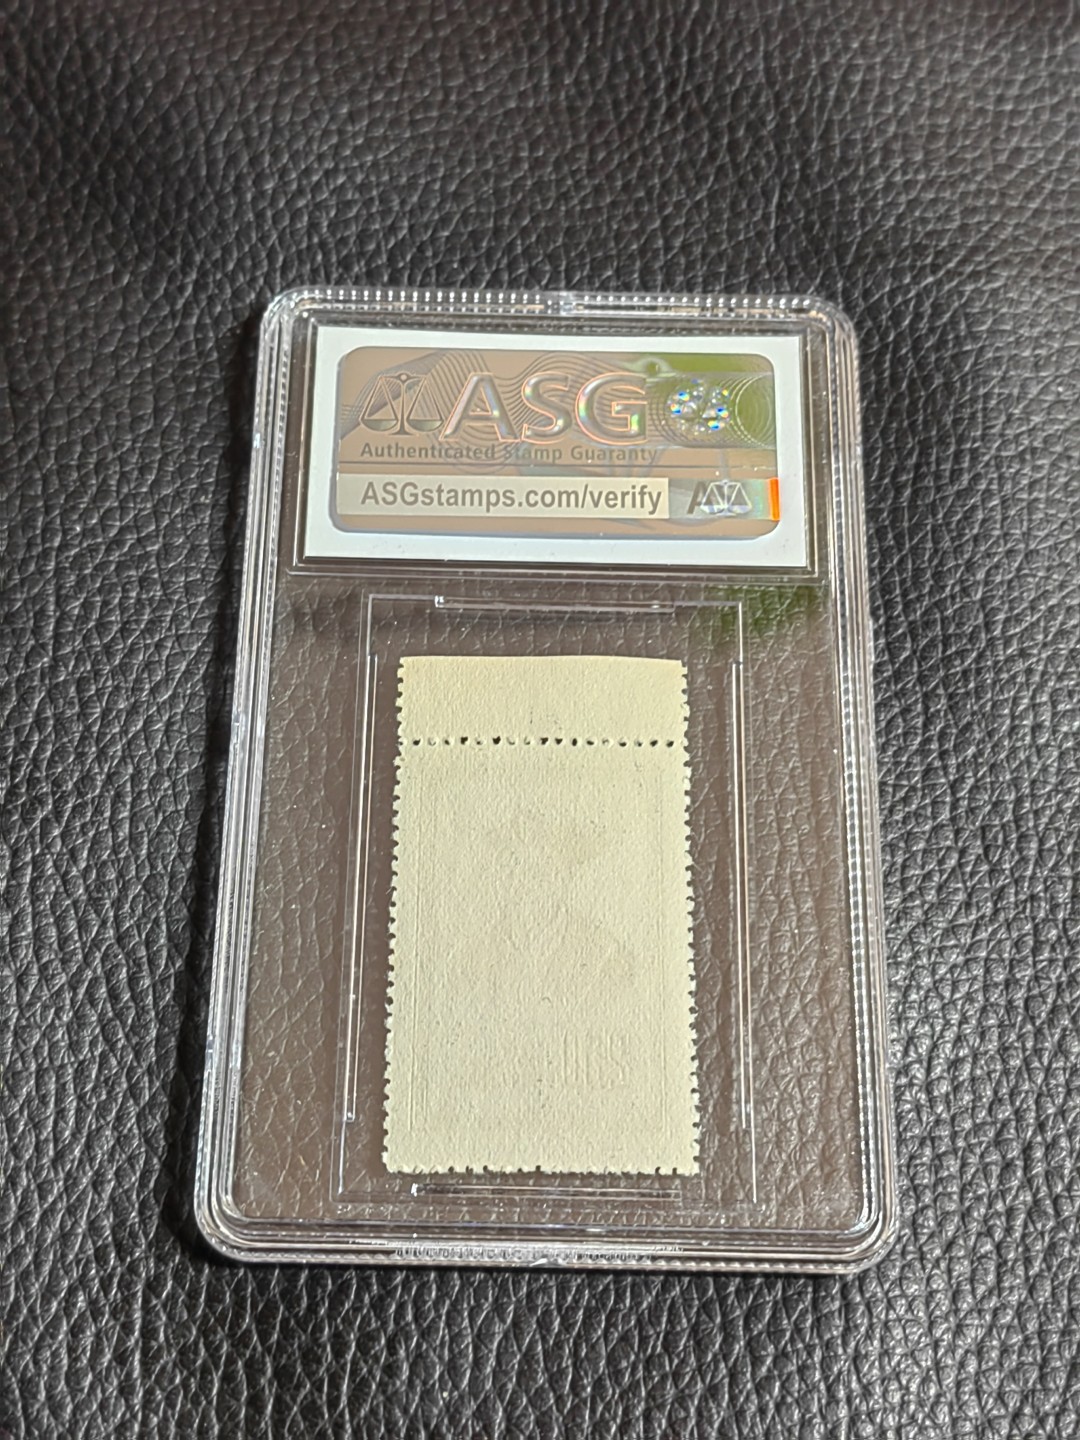 ASG
Authenticated Stamp Guaranty
ASGstamps.com/verify